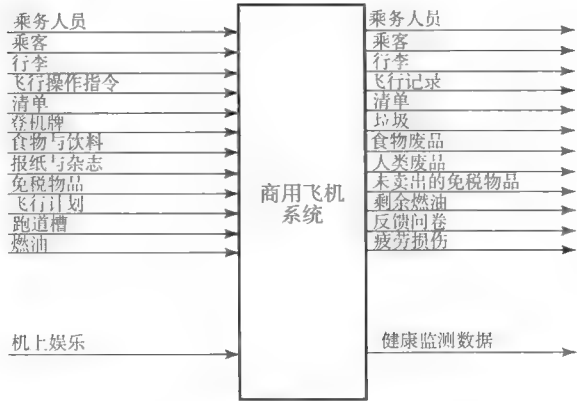 乘务人员
乘客
行李
飞行操作指令
清单
登机牌
食物与饮料
报纸与杂志
免税物品
飞行计划
跑道槽
燃油
机上娱乐
商用飞机
系统
乘务人员
乘客
行李
飞行记录
清单
垃圾
食物废品
人类废品
未卖出的免税物品
剩余燃油
反馈问卷
疲劳损伤
健康监测数据